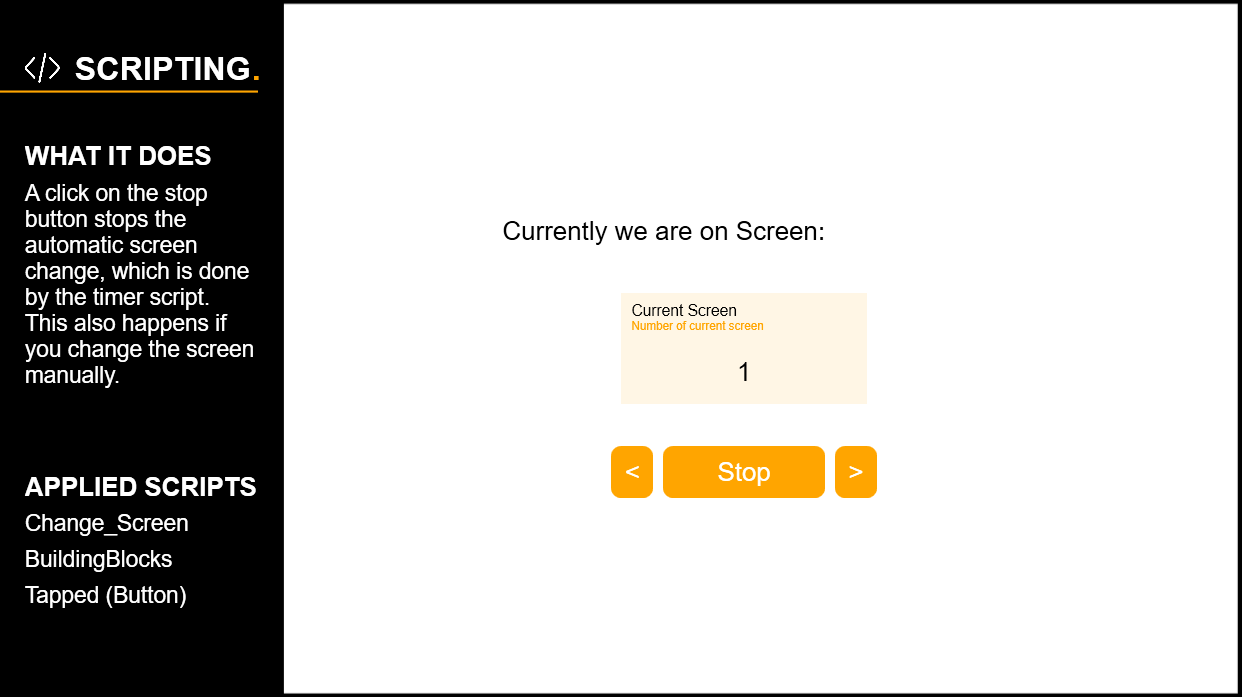 </> SCRIPTING.
WHAT IT DOES
A click on the stop
button stops the
automatic screen
change, which is done
by the timer script.
This also happens if
you change the screen
manually.
APPLIED SCRIPTS
Change_Screen
BuildingBlocks
Tapped (Button)
Currently we are on Screen:
Current Screen
Number of current screen
1
< Stop >